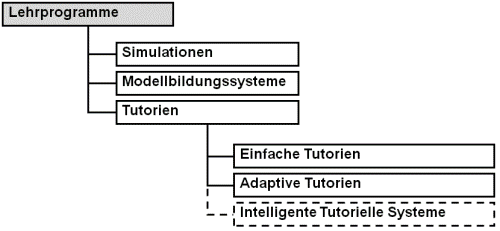 Lehrprogramme
Simulationen
Modellbildungssysteme
Tutorien
Einfache Tutorien
Adaptive Tutorien
Intelligente Tutorielle Systeme